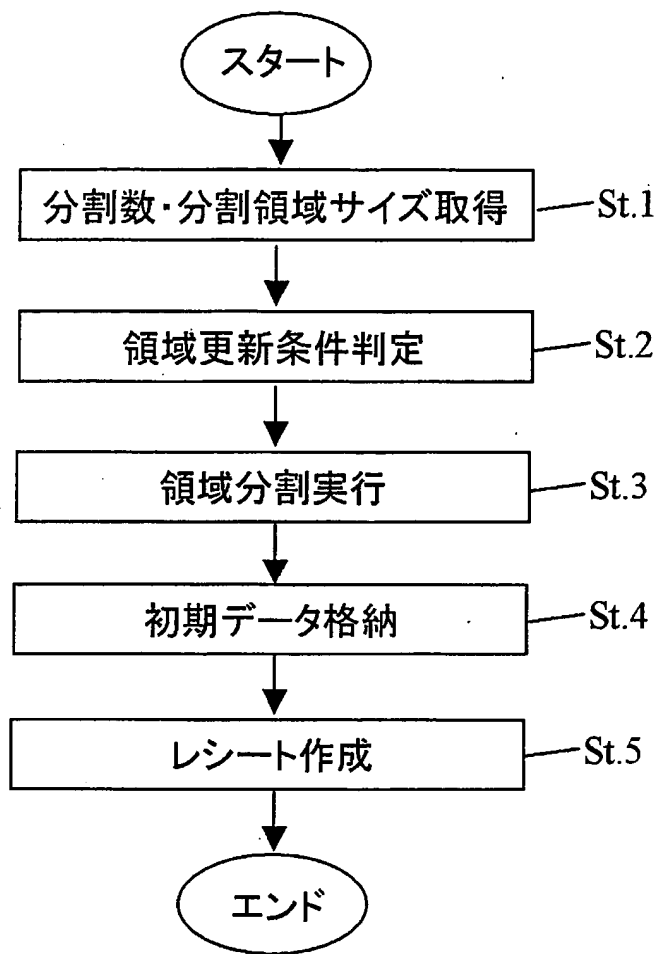 スタート
分割数・分割領域サイズ取得 St.1
領域更新条件判定 St.2
領域分割実行 St.3
初期データ格納 St.4
レシート作成 St.5
エンド